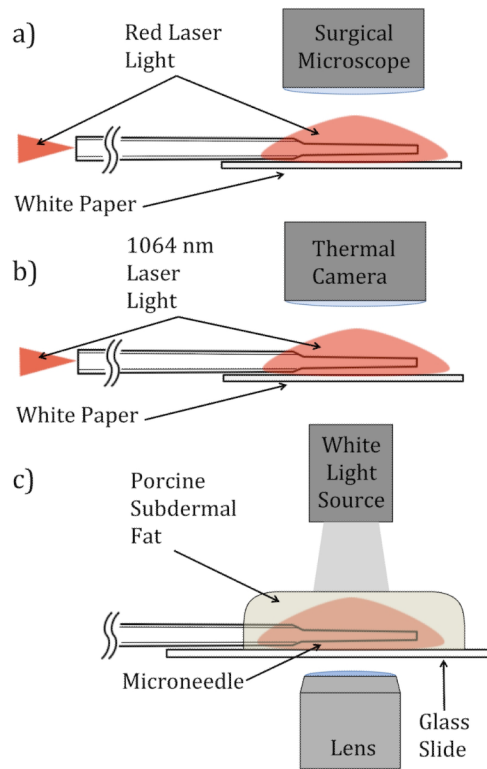 a)
Red Laser
Light
Surgical
Microscope
White Paper
b)
1064 nm
Laser
Light
Thermal
Camera
White Paper
c)
Porcine
Subdermal
Fat
White
Light
Source
Microneedle
Lens
Glass
Slide